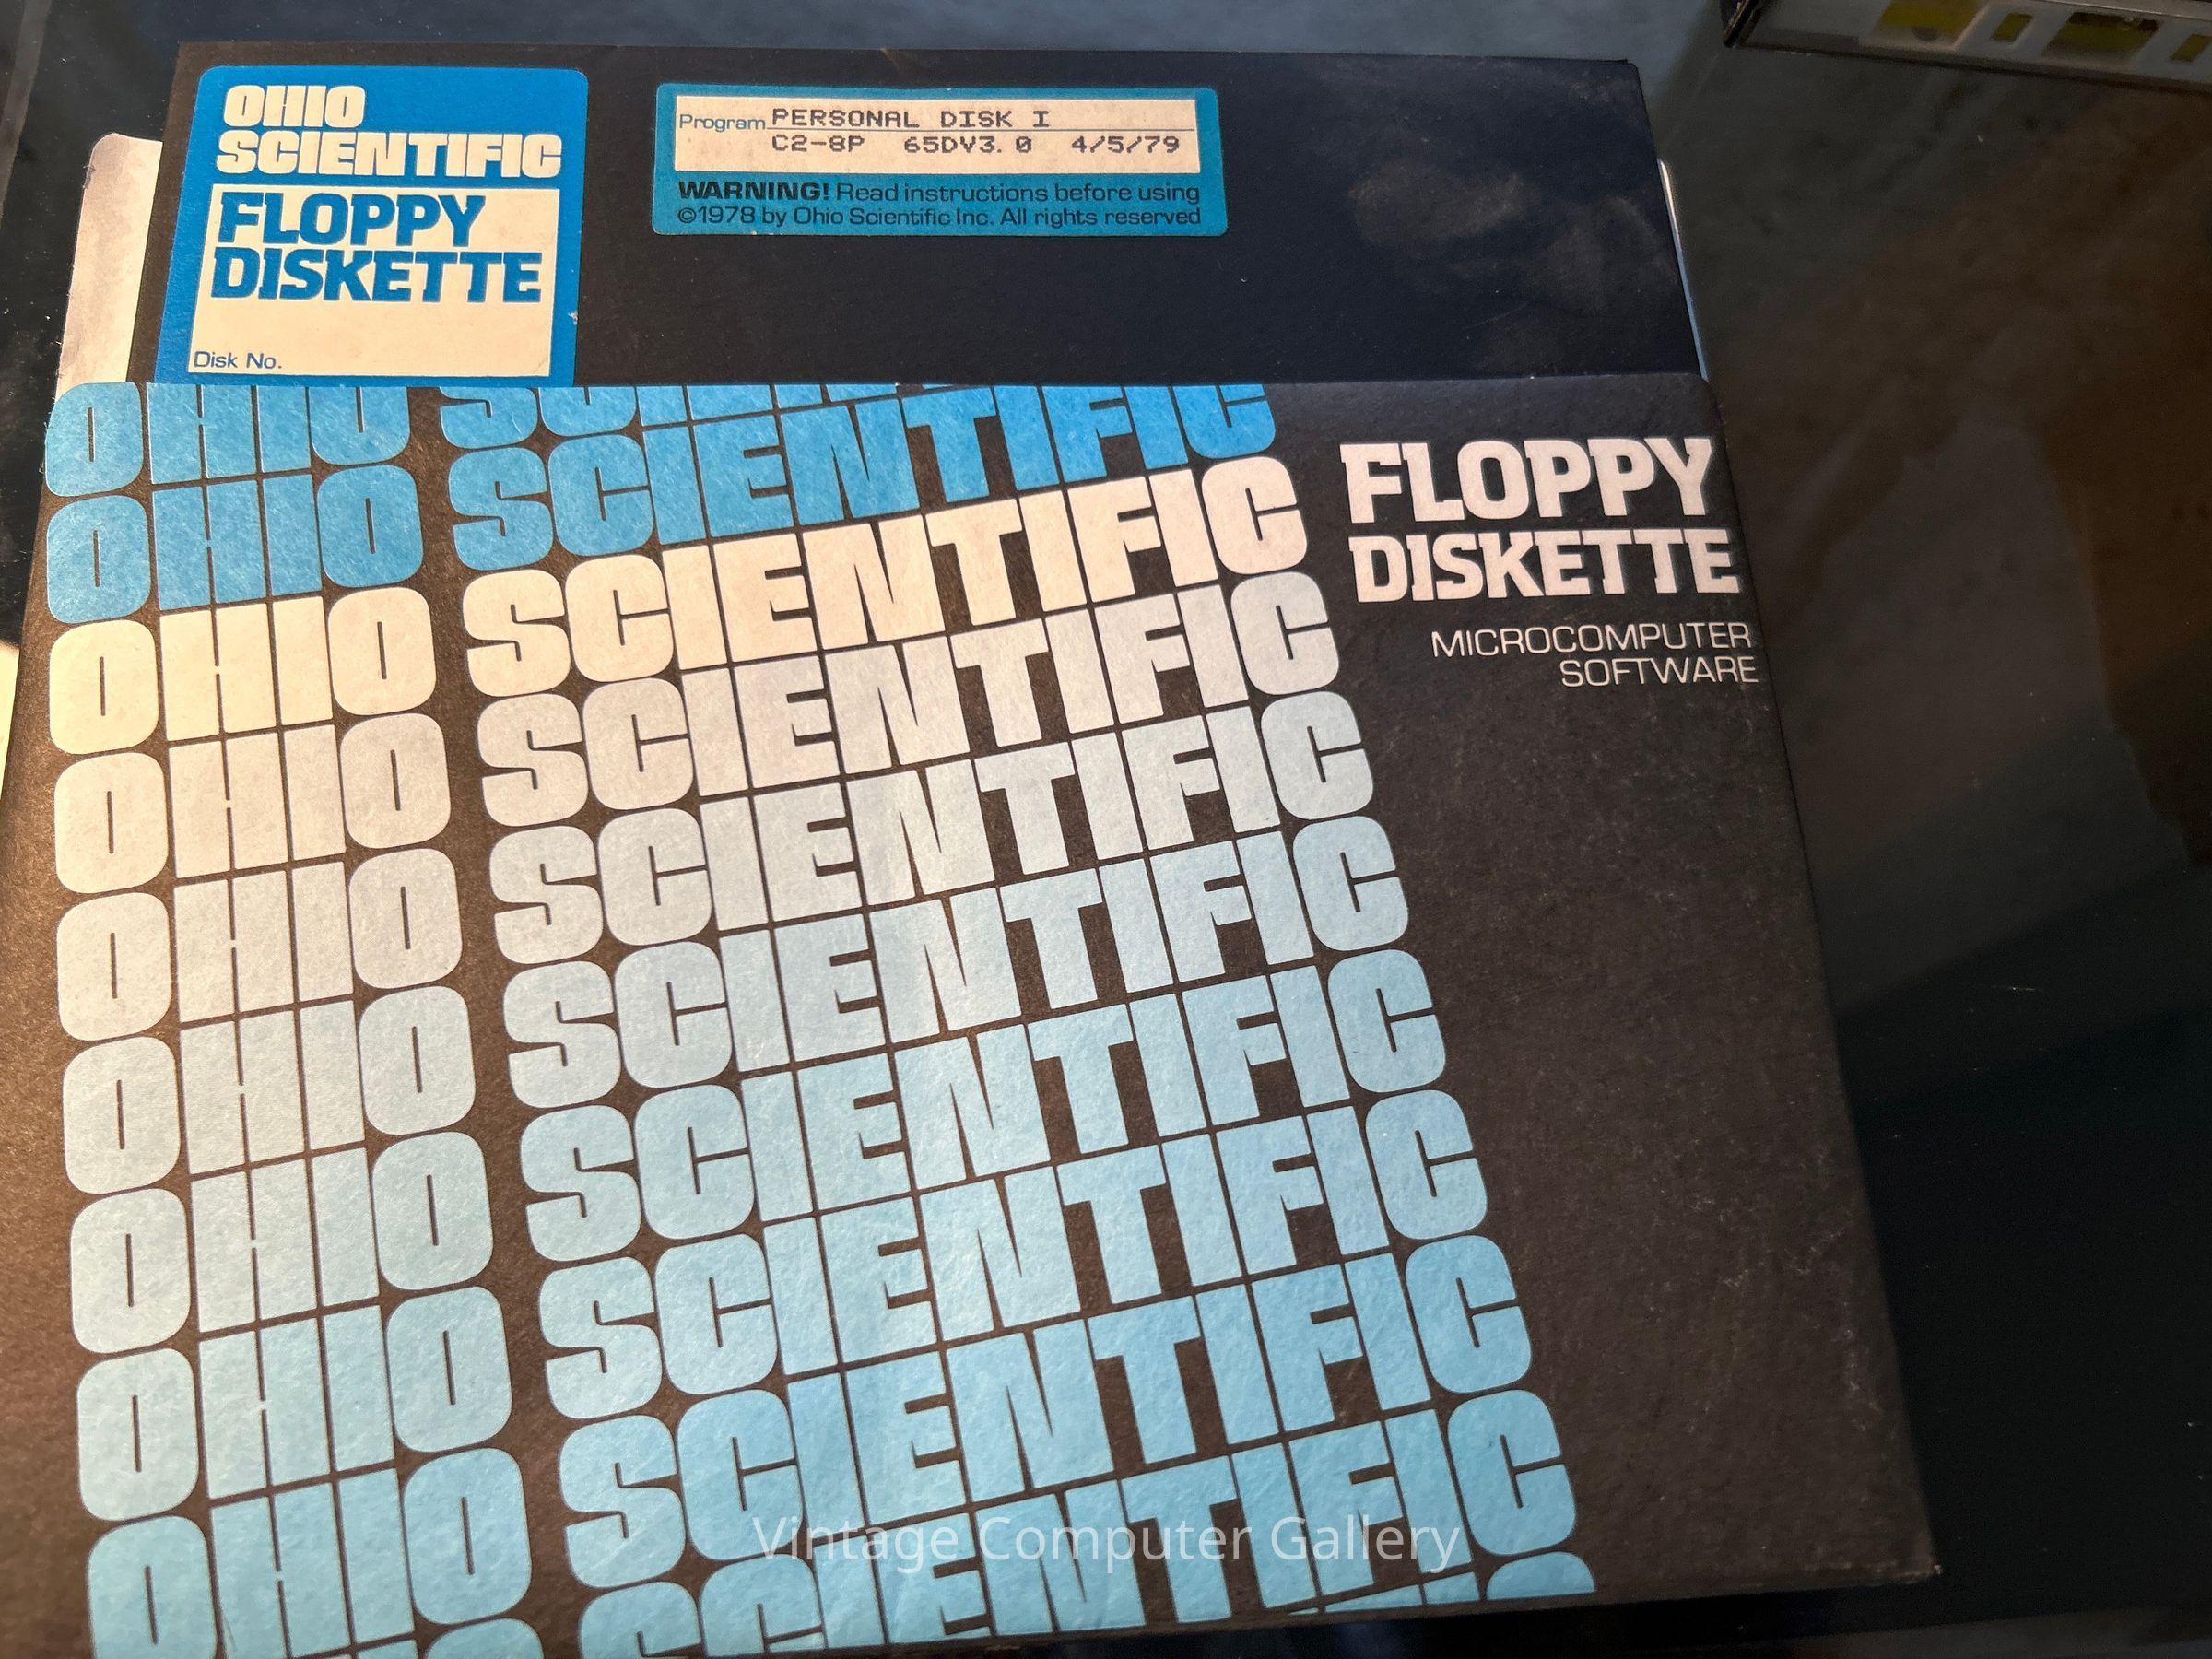 OHIO
SCIENTIFIC
FLOPPY
DISKETTE
Disk No.
Program PERSONAL DISK I
C2-8P 65DV3.0 4/5/79
WARNING! Read instructions before using
©1978 by Ohio Scientific Inc. All rights reserved
OHIO SCIENTIFIC
OHIO SCIENTIFIC
OHIO SCIENTIFIC
OHIO SCIENTIFIC
OHIO SCIENTIFIC
OHIO SCIENTIFIC
OHIO SCIENTIFIC
OHIO SCIENTIFIC
OHIO SCIENTIFIC
OHIO SCIENTIFIC
FLOPPY
DISKETTE
MICROCOMPUTER
SOFTWARE
Vintage Computer Gallery